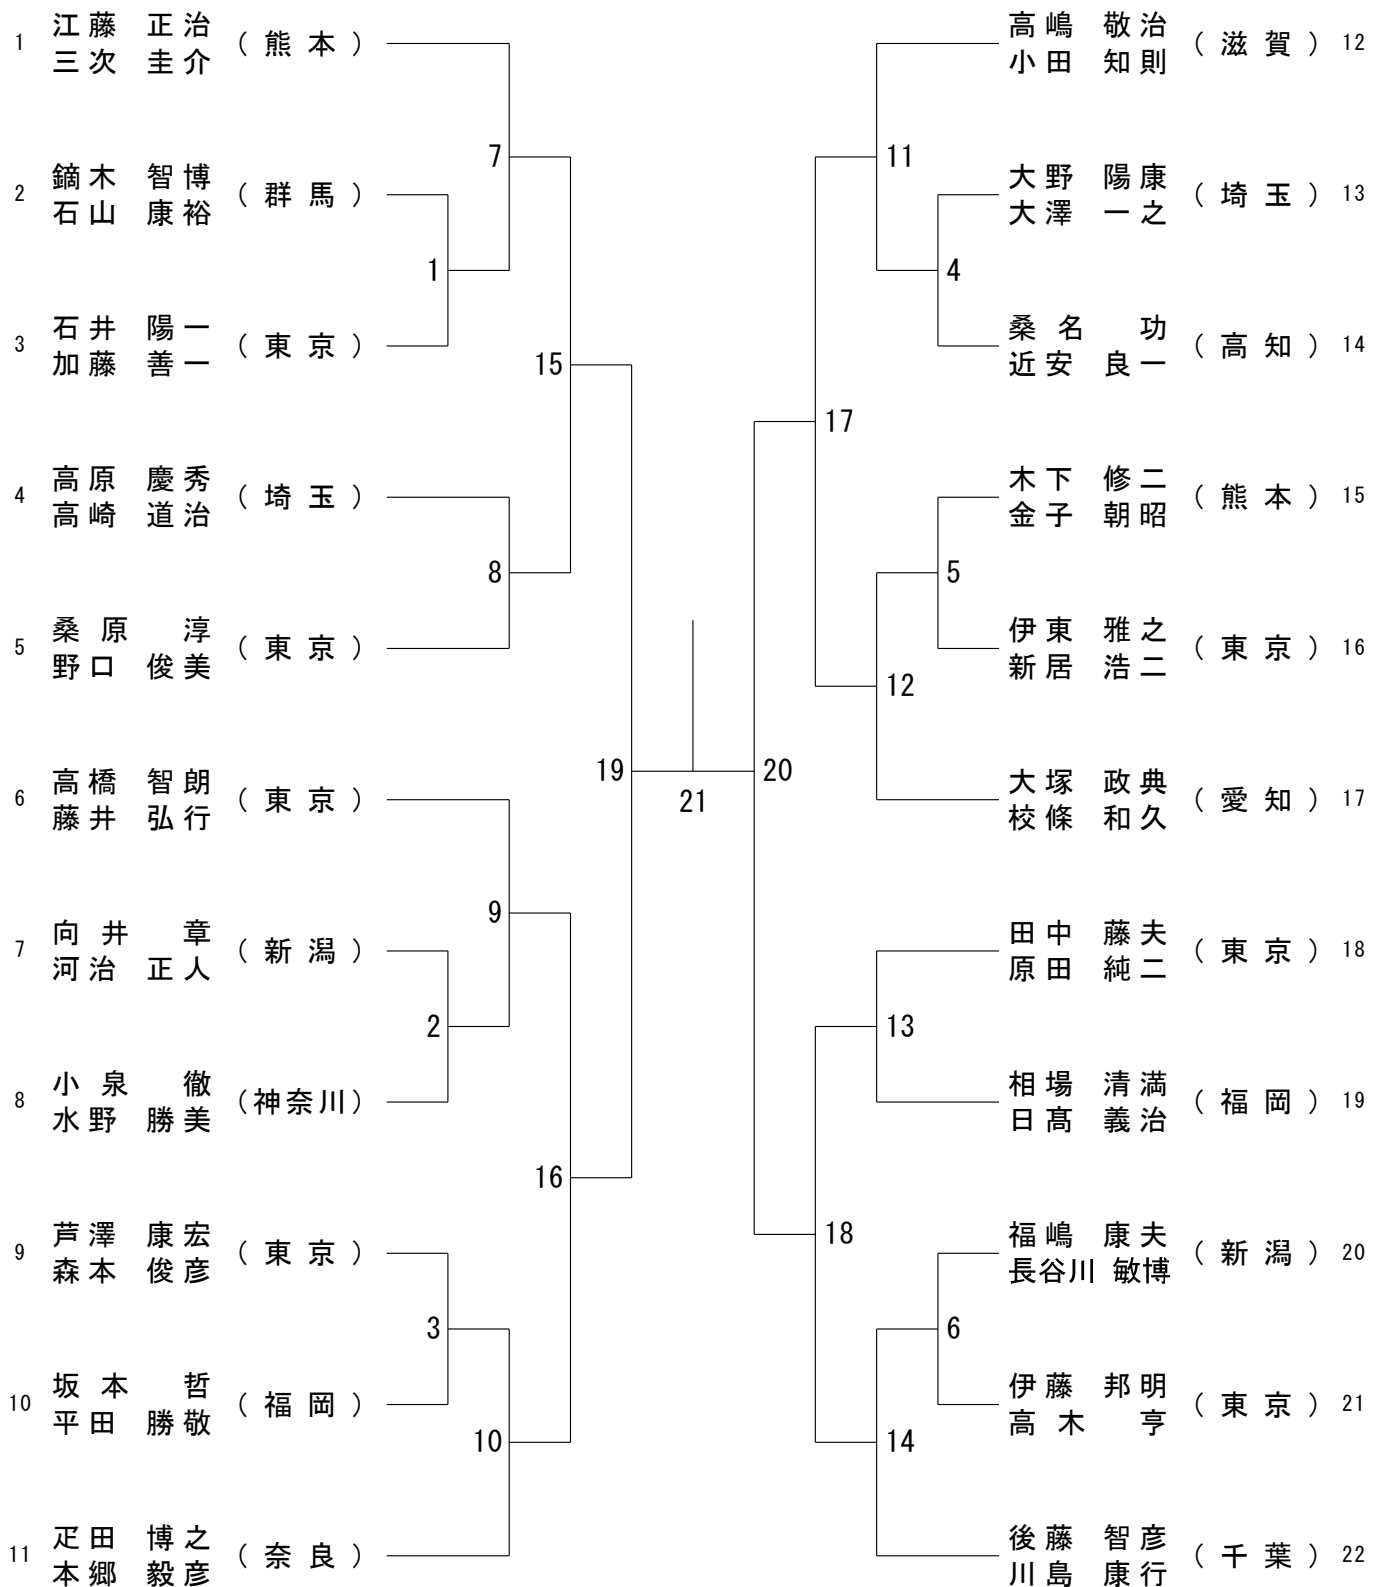 1 江藤 正治 (熊本)
三次 圭介
2 鏑木 智博 (群馬)
石山 康裕
3 石井 陽一 (東京)
加藤 善一
4 高原 慶秀 (埼玉)
高崎 道治
5 桑原 淳 (東京)
野口 俊美
6 高橋 智朗 (東京)
藤井 弘行
7 向井 章 (新潟)
河治 正人
8 小泉 徹 (神奈川)
水野 勝美
9 芦澤 康宏 (東京)
森本 俊彦
10 坂本 哲 (福岡)
平田 勝敬
11 疋田 博之 (奈良)
本郷 毅彦
7
1
15
8
19
9
2
16
3
10
21
20
11
4
17
5
12
13
18
6
14
高嶋 敬治 (滋賀) 12
小田 知則
大野 陽康 (埼玉) 13
大澤 一之
桑名 功 (高知) 14
近安 良一
木下 修二 (熊本) 15
金子 朝昭
伊東 雅之 (東京) 16
新居 浩二
大塚 政典 (愛知) 17
校條 和久
田中 藤夫 (東京) 18
原田 純二
相場 清満 (福岡) 19
日髙 義治
福嶋 康夫 (新潟) 20
長谷川 敏博
伊藤 邦明 (東京) 21
高木 亨
後藤 智彦 (千葉) 22
川島 康行